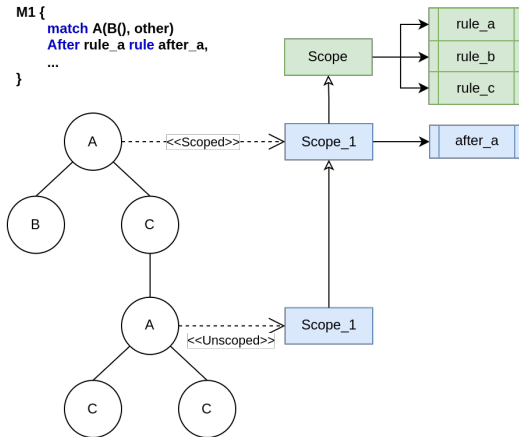 M1 {
match A(B(), other)
After rule_a rule after_a,
...
}
rule_a
Scope
rule_b
rule_c
A
<<Scoped>>
Scope_1
after_a
B
C
A
Scope_1
<<Unscoped>>
C
C